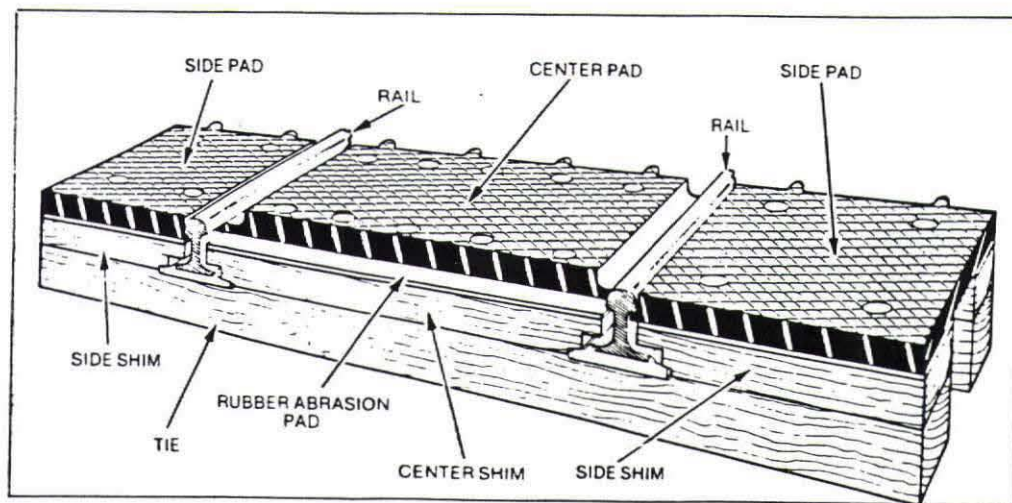 SIDE PAD
CENTER PAD
SIDE PAD
RAIL
RAIL
SIDE SHIM
RUBBER ABRASION
PAD
TIE
CENTER SHIM
SIDE SHIM